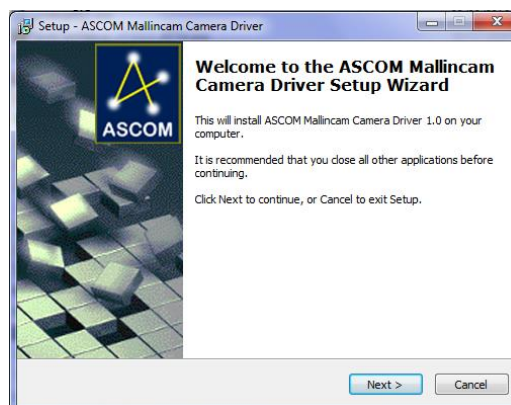 Setup - ASCOM Mallincam Camera Driver
ASCOM
Welcome to the ASCOM Mallincam
Camera Driver Setup Wizard
This will install ASCOM Mallincam Camera Driver 1.0 on your
computer.
It is recommended that you close all other applications before
continuing.
Click Next to continue, or Cancel to exit Setup.
Next >
Cancel